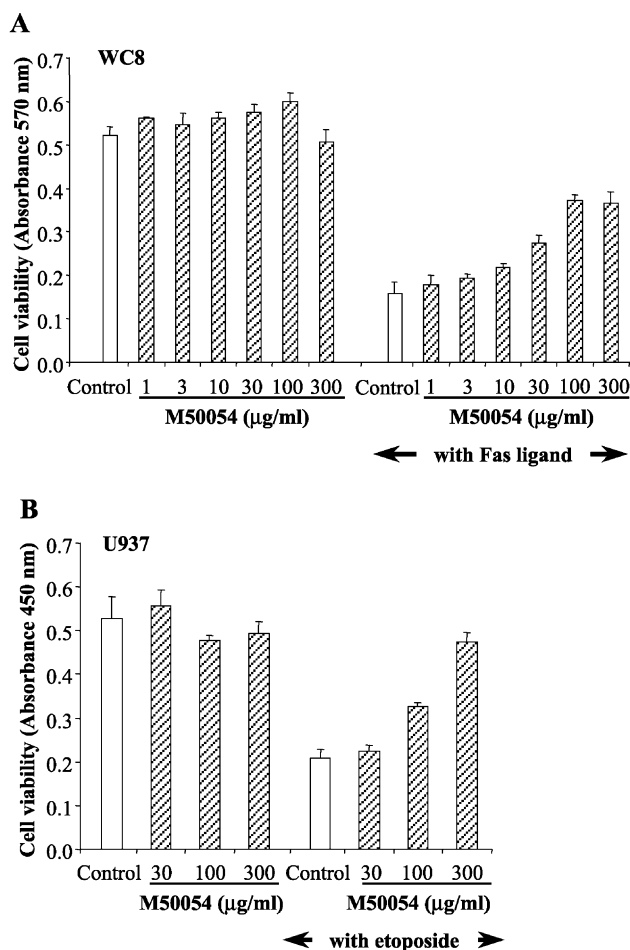 A
WC8
Cell viability (Absorbance 570 nm)
0.7
0.6
0.5
0.4
0.3
0.2
0.1
0.0
Control 1 3 10 30 100 300 Control 1 3 10 30 100 300
M50054 (µg/ml) M50054 (µg/ml)
with Fas ligand
B
U937
Cell viability (Absorbance 450 nm)
0.7
0.6
0.5
0.4
0.3
0.2
0.1
0.0
Control 30 100 300 Control 30 100 300
M50054 (µg/ml) M50054 (µg/ml)
with etoposide